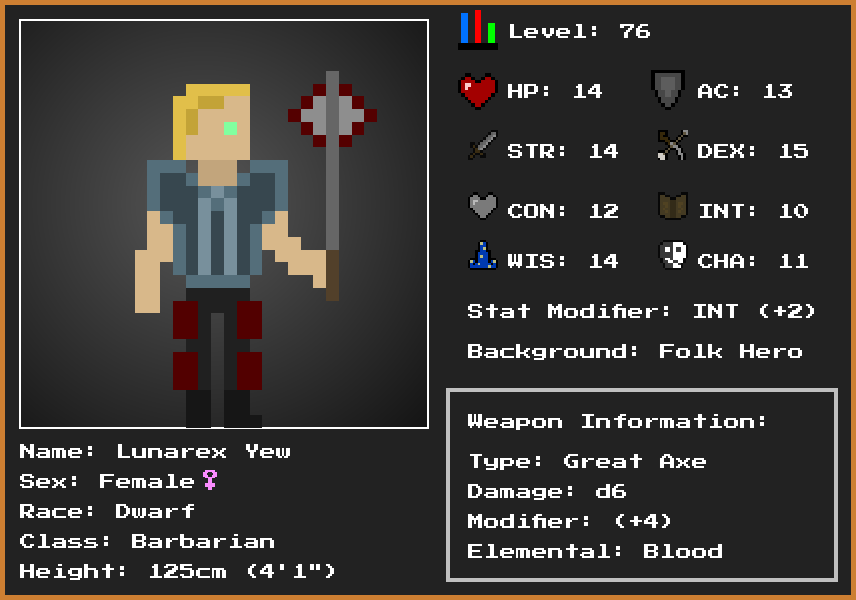 Level: 76
HP: 14 AC: 13
STR: 14 DEX: 15
CON: 12 INT: 10
WIS: 14 CHA: 11
Stat Modifier: INT (+2)
Background: Folk Hero
Weapon Information:
Type: Great Axe
Damage: d6
Modifier: (+4)
Elemental: Blood
Name: Lunarex Yew
Sex: Female♀
Race: Dwarf
Class: Barbarian
Height: 125cm (4'1")